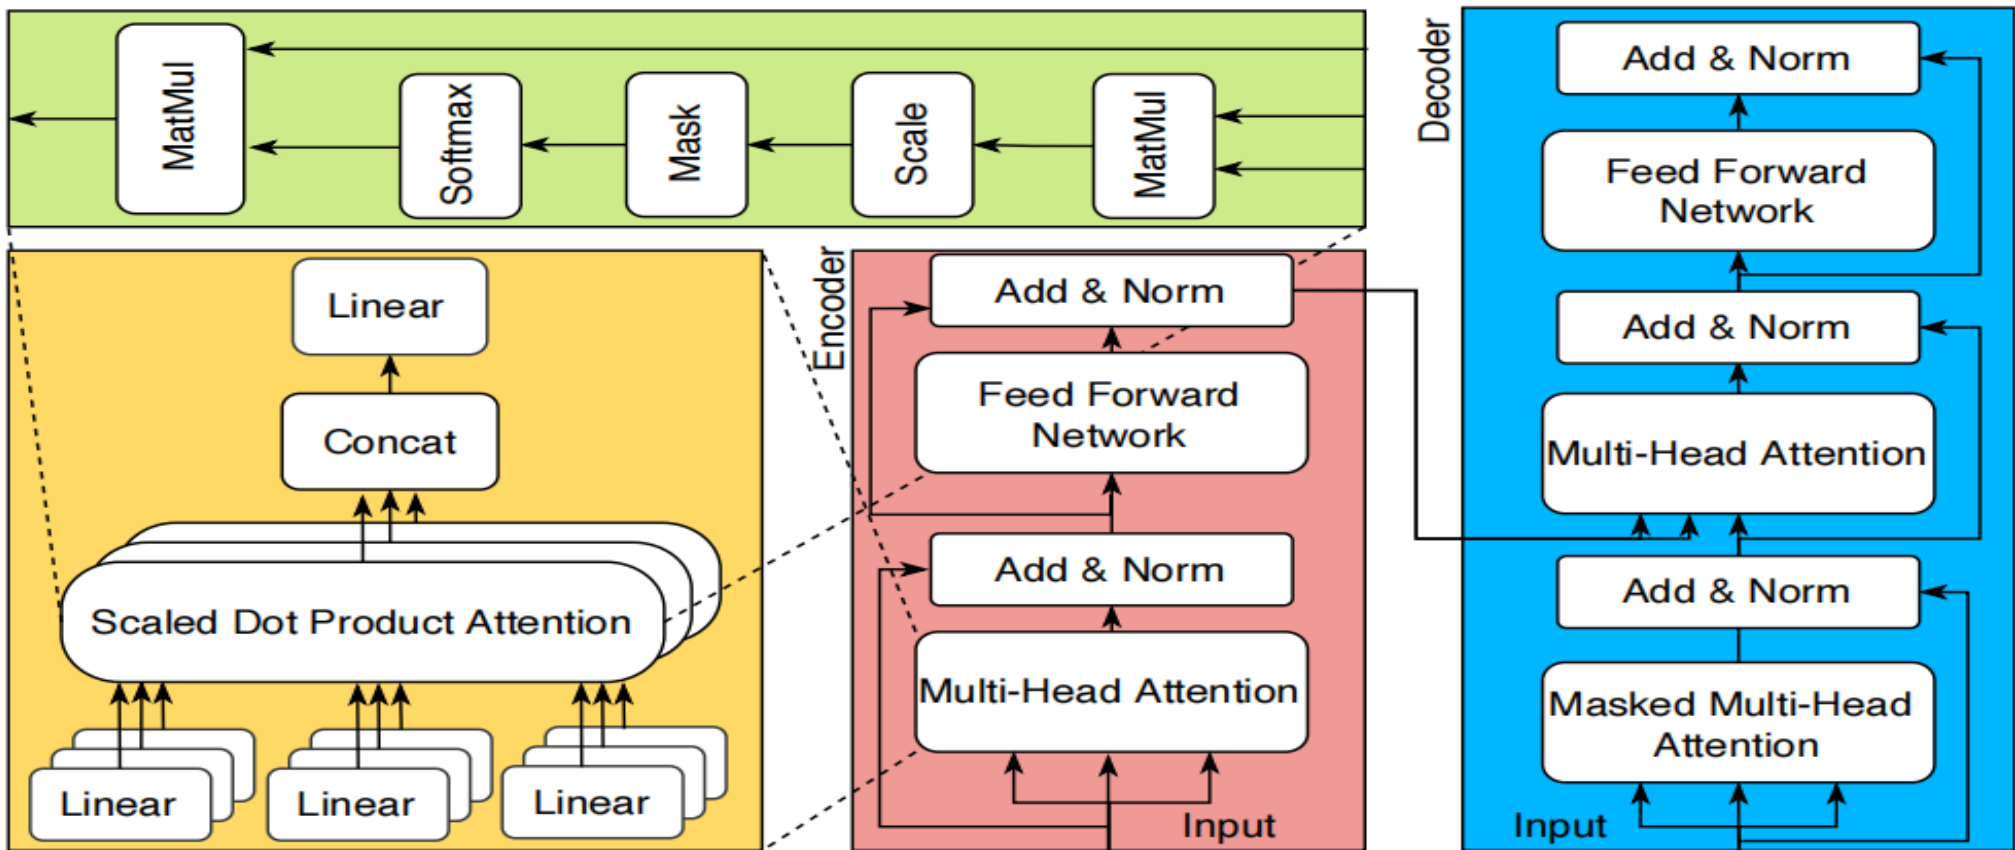 MatMul
Softmax
Mask
Scale
MatMul
Linear
Concat
Scaled Dot Product Attention
Linear
Linear
Linear
Encoder
Add & Norm
Feed Forward
Network
Add & Norm
Multi-Head Attention
Input
Decoder
Add & Norm
Feed Forward
Network
Add & Norm
Multi-Head Attention
Add & Norm
Masked Multi-Head
Attention
Input